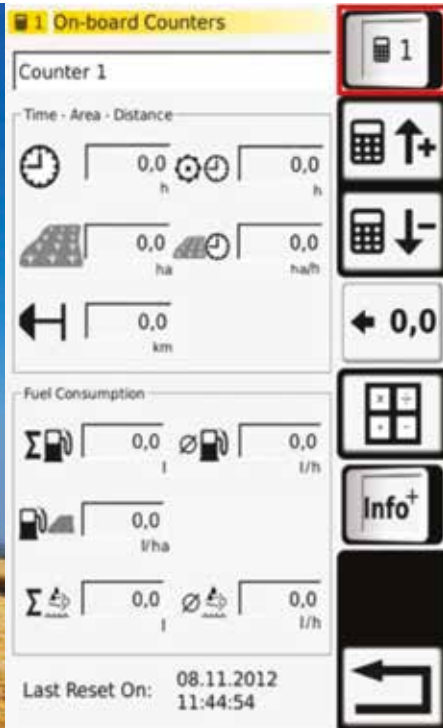 1 On-board Counters
1
Counter 1
Time - Area - Distance
0,0 0,0
h h
0,0 0,0
ha ha/h
0,0
km
← 0,0
Fuel Consumption
Σ 0,0 ⌀ 0,0
l l/h
0,0
l/ha
Σ 0,0 ⌀ 0,0
l l/h
x ÷
+ -
Info+
Last Reset On: 08.11.2012
11:44:54